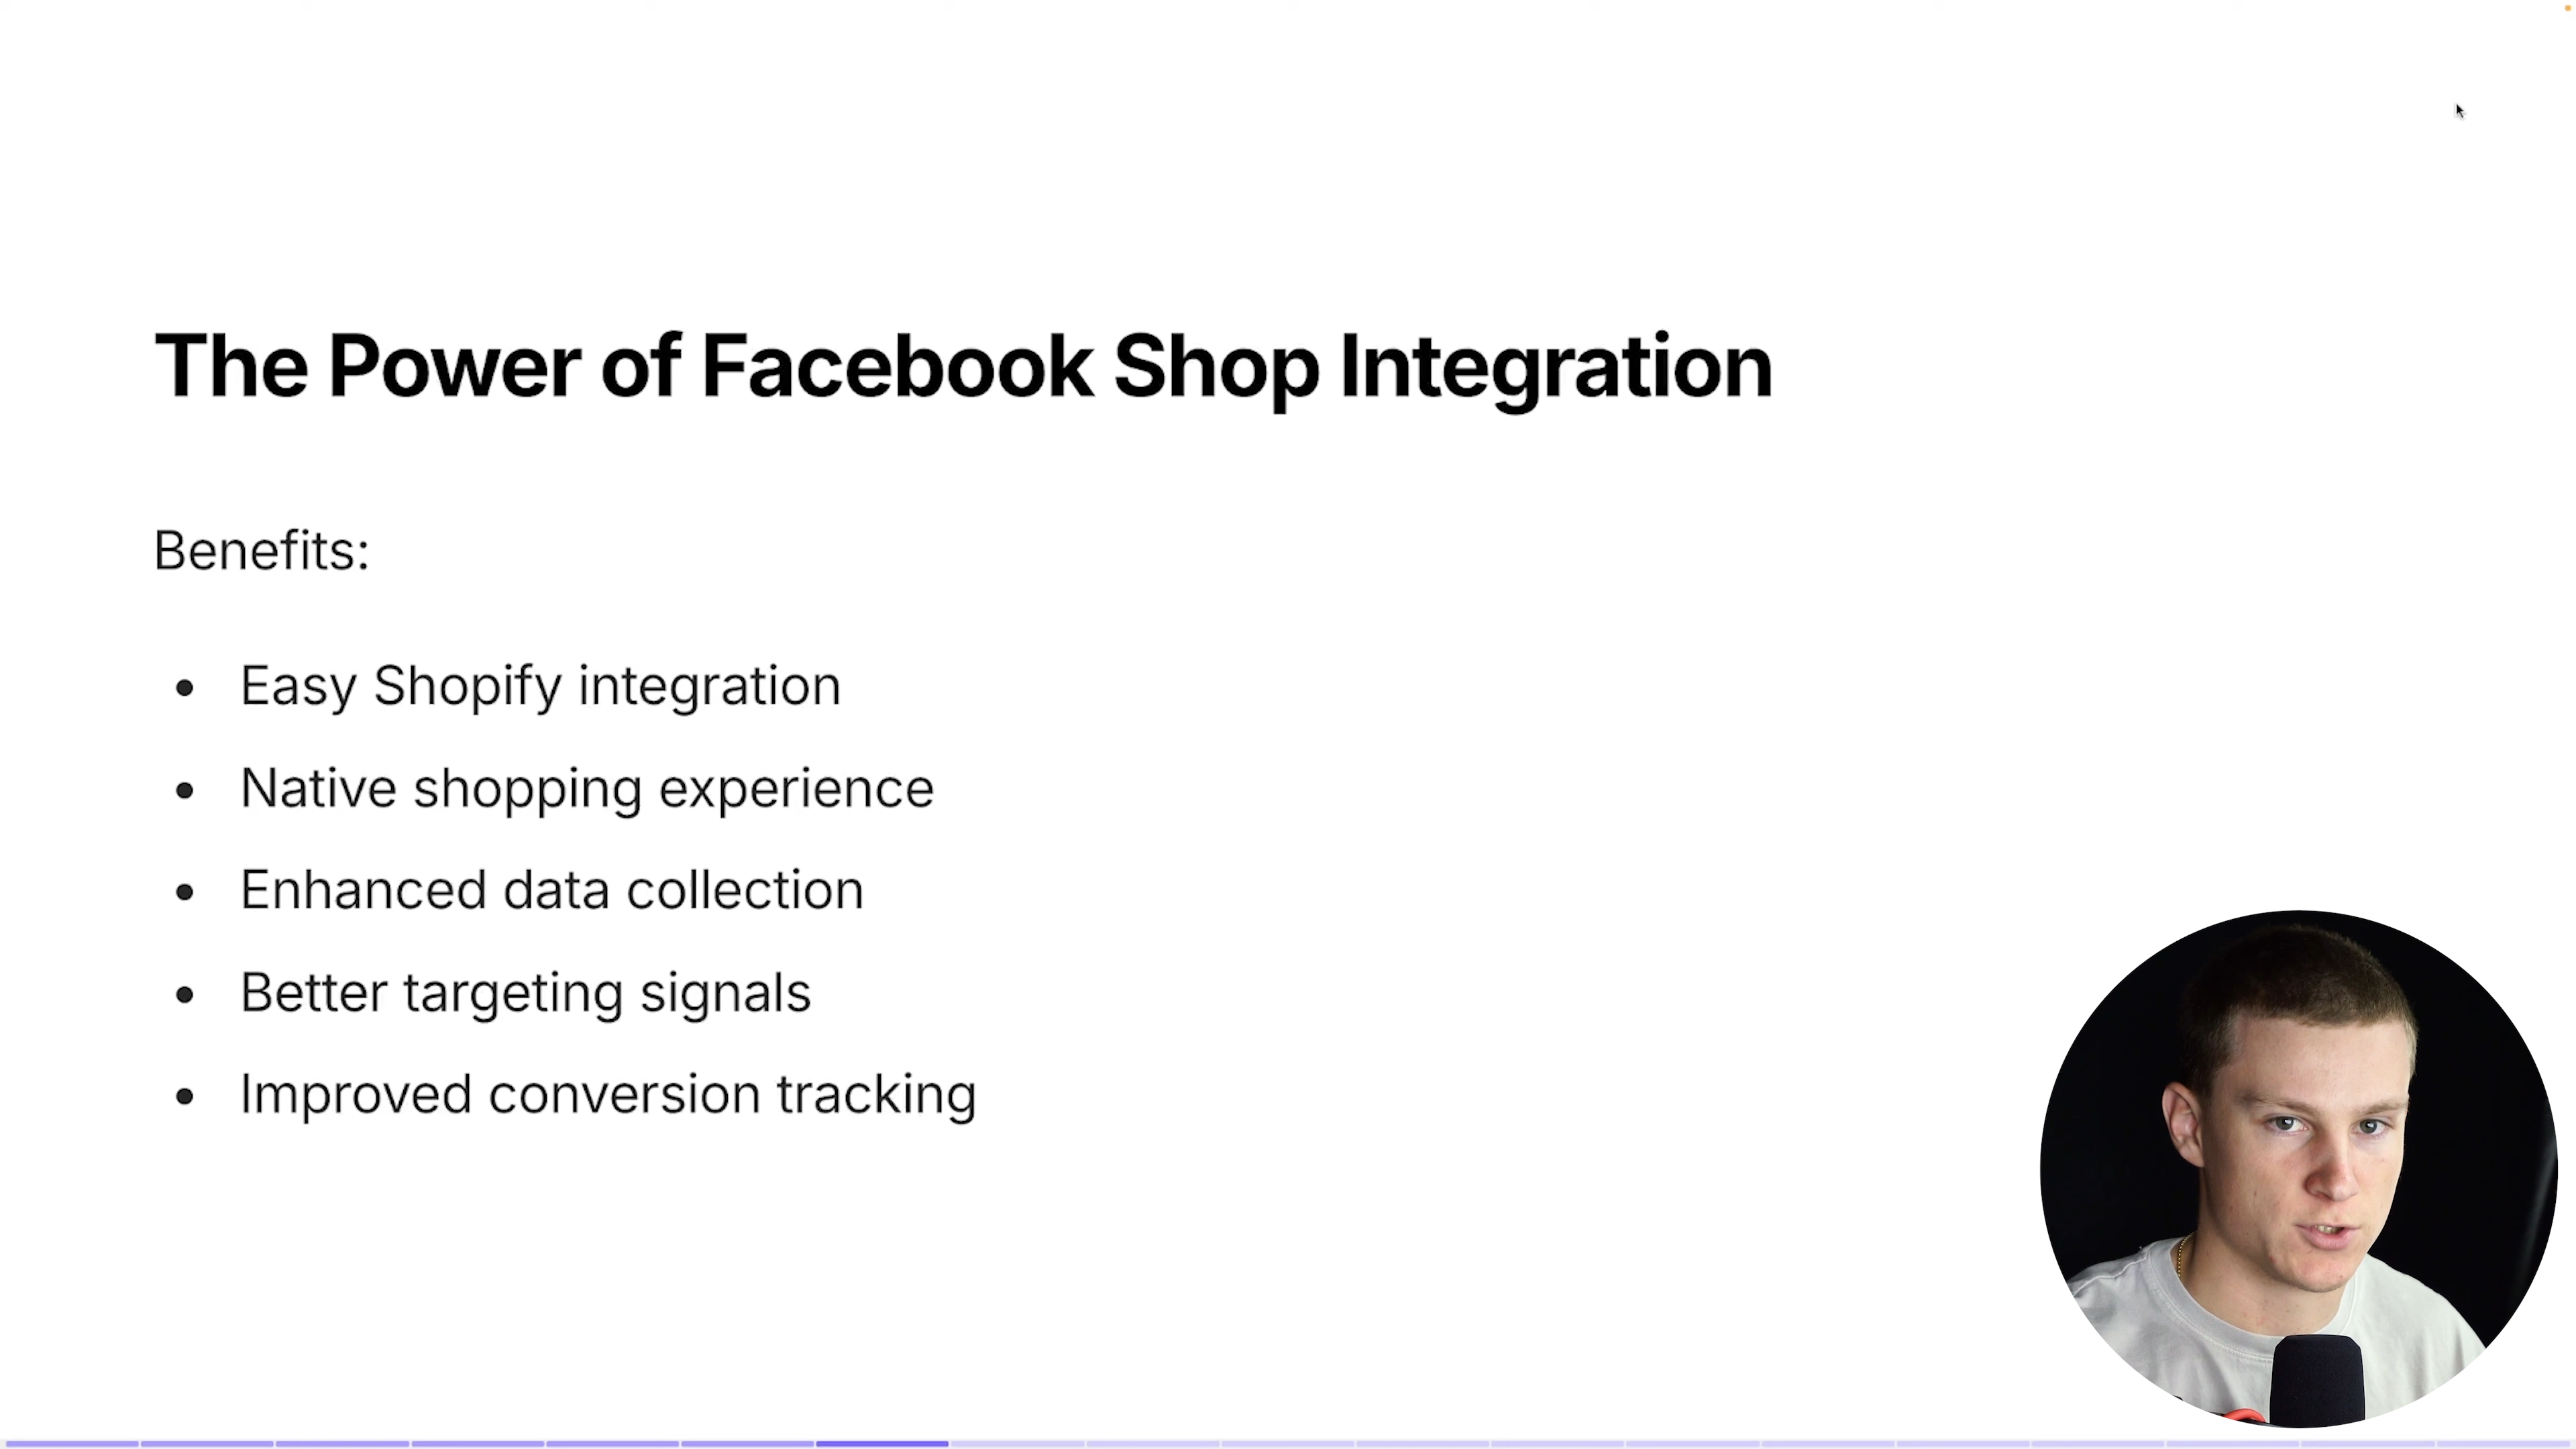 The Power of Facebook Shop Integration
Benefits:
• Easy Shopify integration
• Native shopping experience
• Enhanced data collection
• Better targeting signals
• Improved conversion tracking